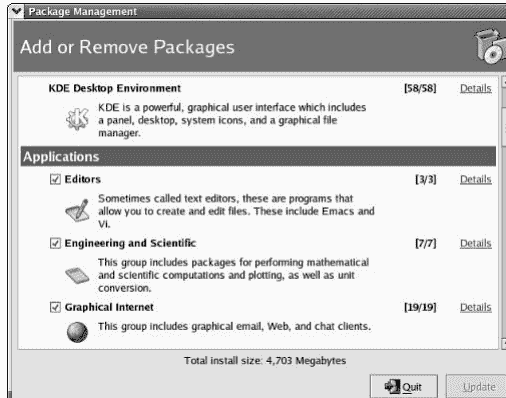 Package Management
Add or Remove Packages
KDE Desktop Environment [58/58] Details
KDE is a powerful, graphical user interface which includes
a panel, desktop, system icons, and a graphical file
manager.
Applications
Editors [3/3] Details
Sometimes called text editors, these are programs that
allow you to create and edit files. These include Emacs and
Vi.
Engineering and Scientific [7/7] Details
This group includes packages for performing mathematical
and scientific computations and plotting, as well as unit
conversion.
Graphical Internet [19/19] Details
This group includes graphical email, Web, and chat clients.
Total install size: 4,703 Megabytes
Quit Update